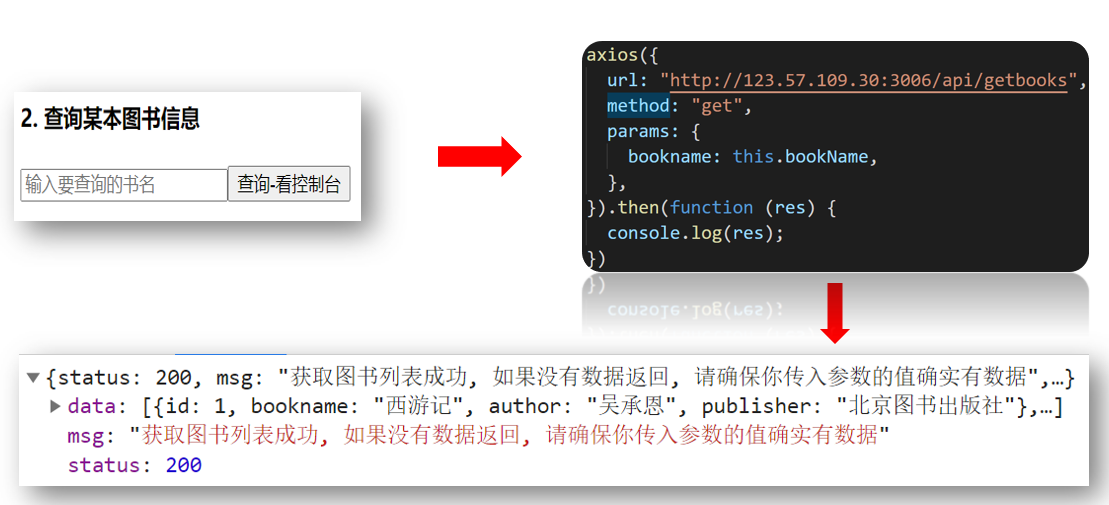 2. 查询某本图书信息
输入要查询的书名
查询-看控制台
axios({
url: "http://123.57.109.30:3006/api/getbooks",
method: "get",
params: {
bookname: this.bookName,
},
}).then(function (res) {
console.log(res);
})
{status: 200, msg: "获取图书列表成功, 如果没有数据返回, 请确保你传入参数的值确实有数据",…}
data: [{id: 1, bookname: "西游记", author: "吴承恩", publisher: "北京图书出版社"},…]
msg: "获取图书列表成功, 如果没有数据返回, 请确保你传入参数的值确实有数据"
status: 200